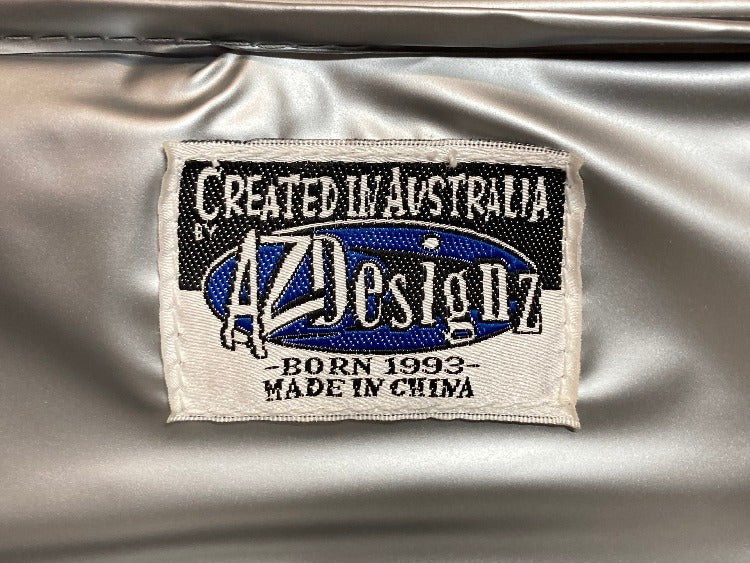 CREATED IN AUSTRALIA
BY
AZDesignz
-BORN 1993-
MADE IN CHINA